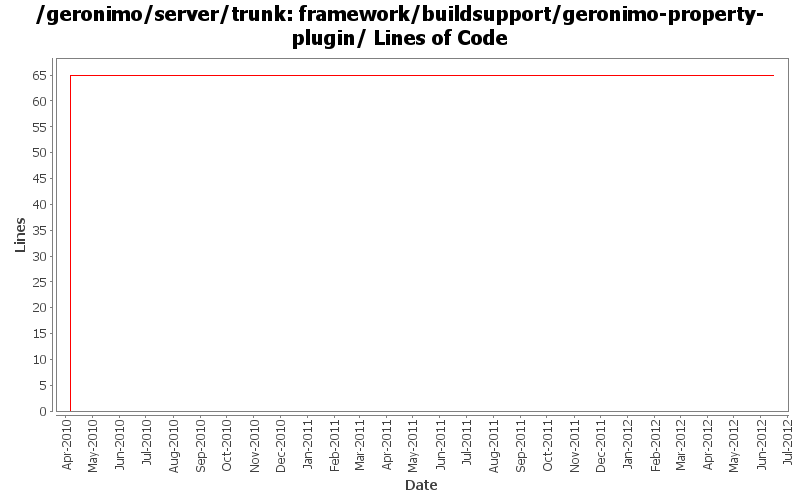 /geronimo/server/trunk: framework/buildsupport/geronimo-property-
plugin/ Lines of Code
65
60
55
50
45
40
35
30
25
20
15
10
5
0
Lines
Apr-2010
May-2010
Jun-2010
Jul-2010
Aug-2010
Sep-2010
Oct-2010
Nov-2010
Dec-2010
Jan-2011
Feb-2011
Mar-2011
Apr-2011
May-2011
Jun-2011
Jul-2011
Aug-2011
Sep-2011
Oct-2011
Nov-2011
Dec-2011
Jan-2012
Feb-2012
Mar-2012
Apr-2012
May-2012
Jun-2012
Jul-2012
Date